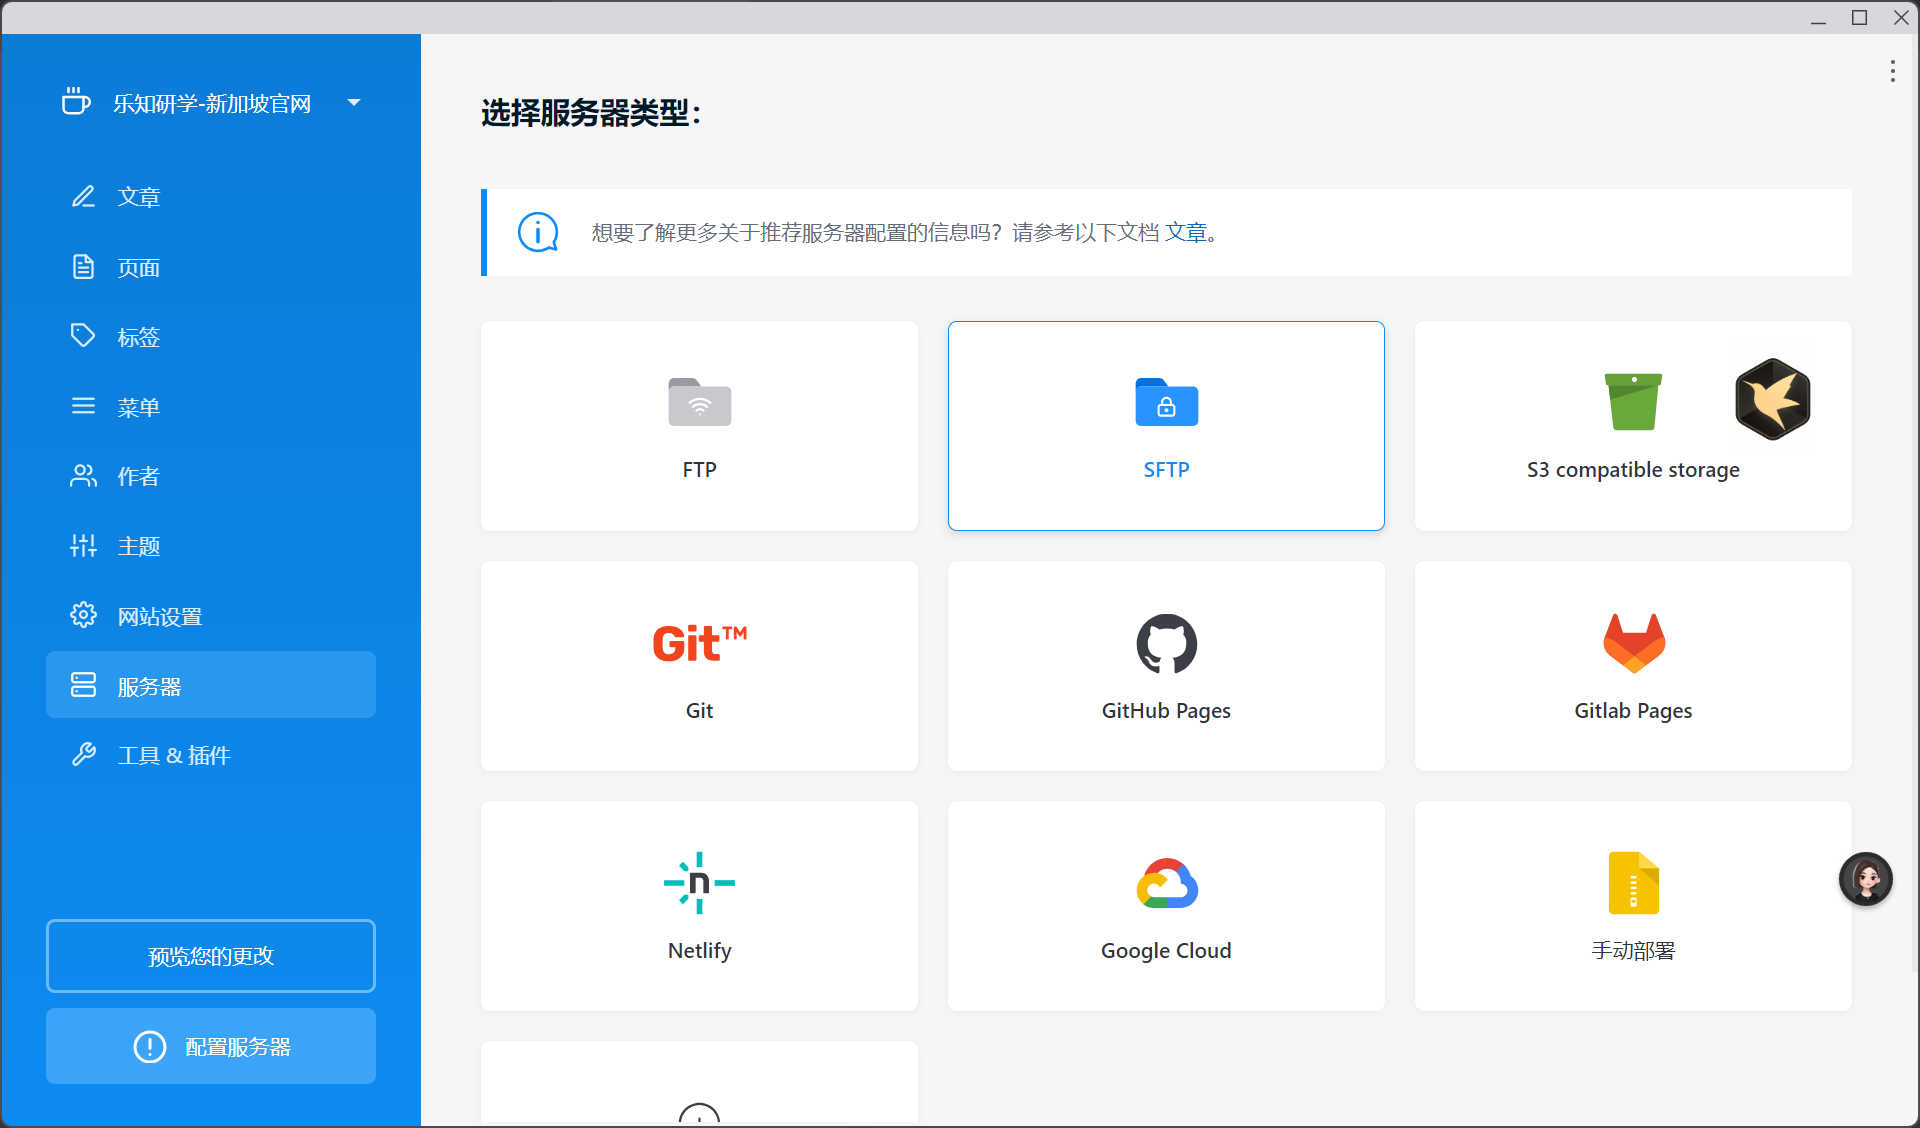 乐知研学-新加坡官网
文章
页面
标签
菜单
作者
主题
网站设置
服务器
工具 & 插件
预览您的更改
配置服务器
选择服务器类型：
想要了解更多关于推荐服务器配置的信息吗？请参考以下文档 文章。
FTP
SFTP
S3 compatible storage
Git™
Git
GitHub Pages
Gitlab Pages
n
Netlify
Google Cloud
手动部署